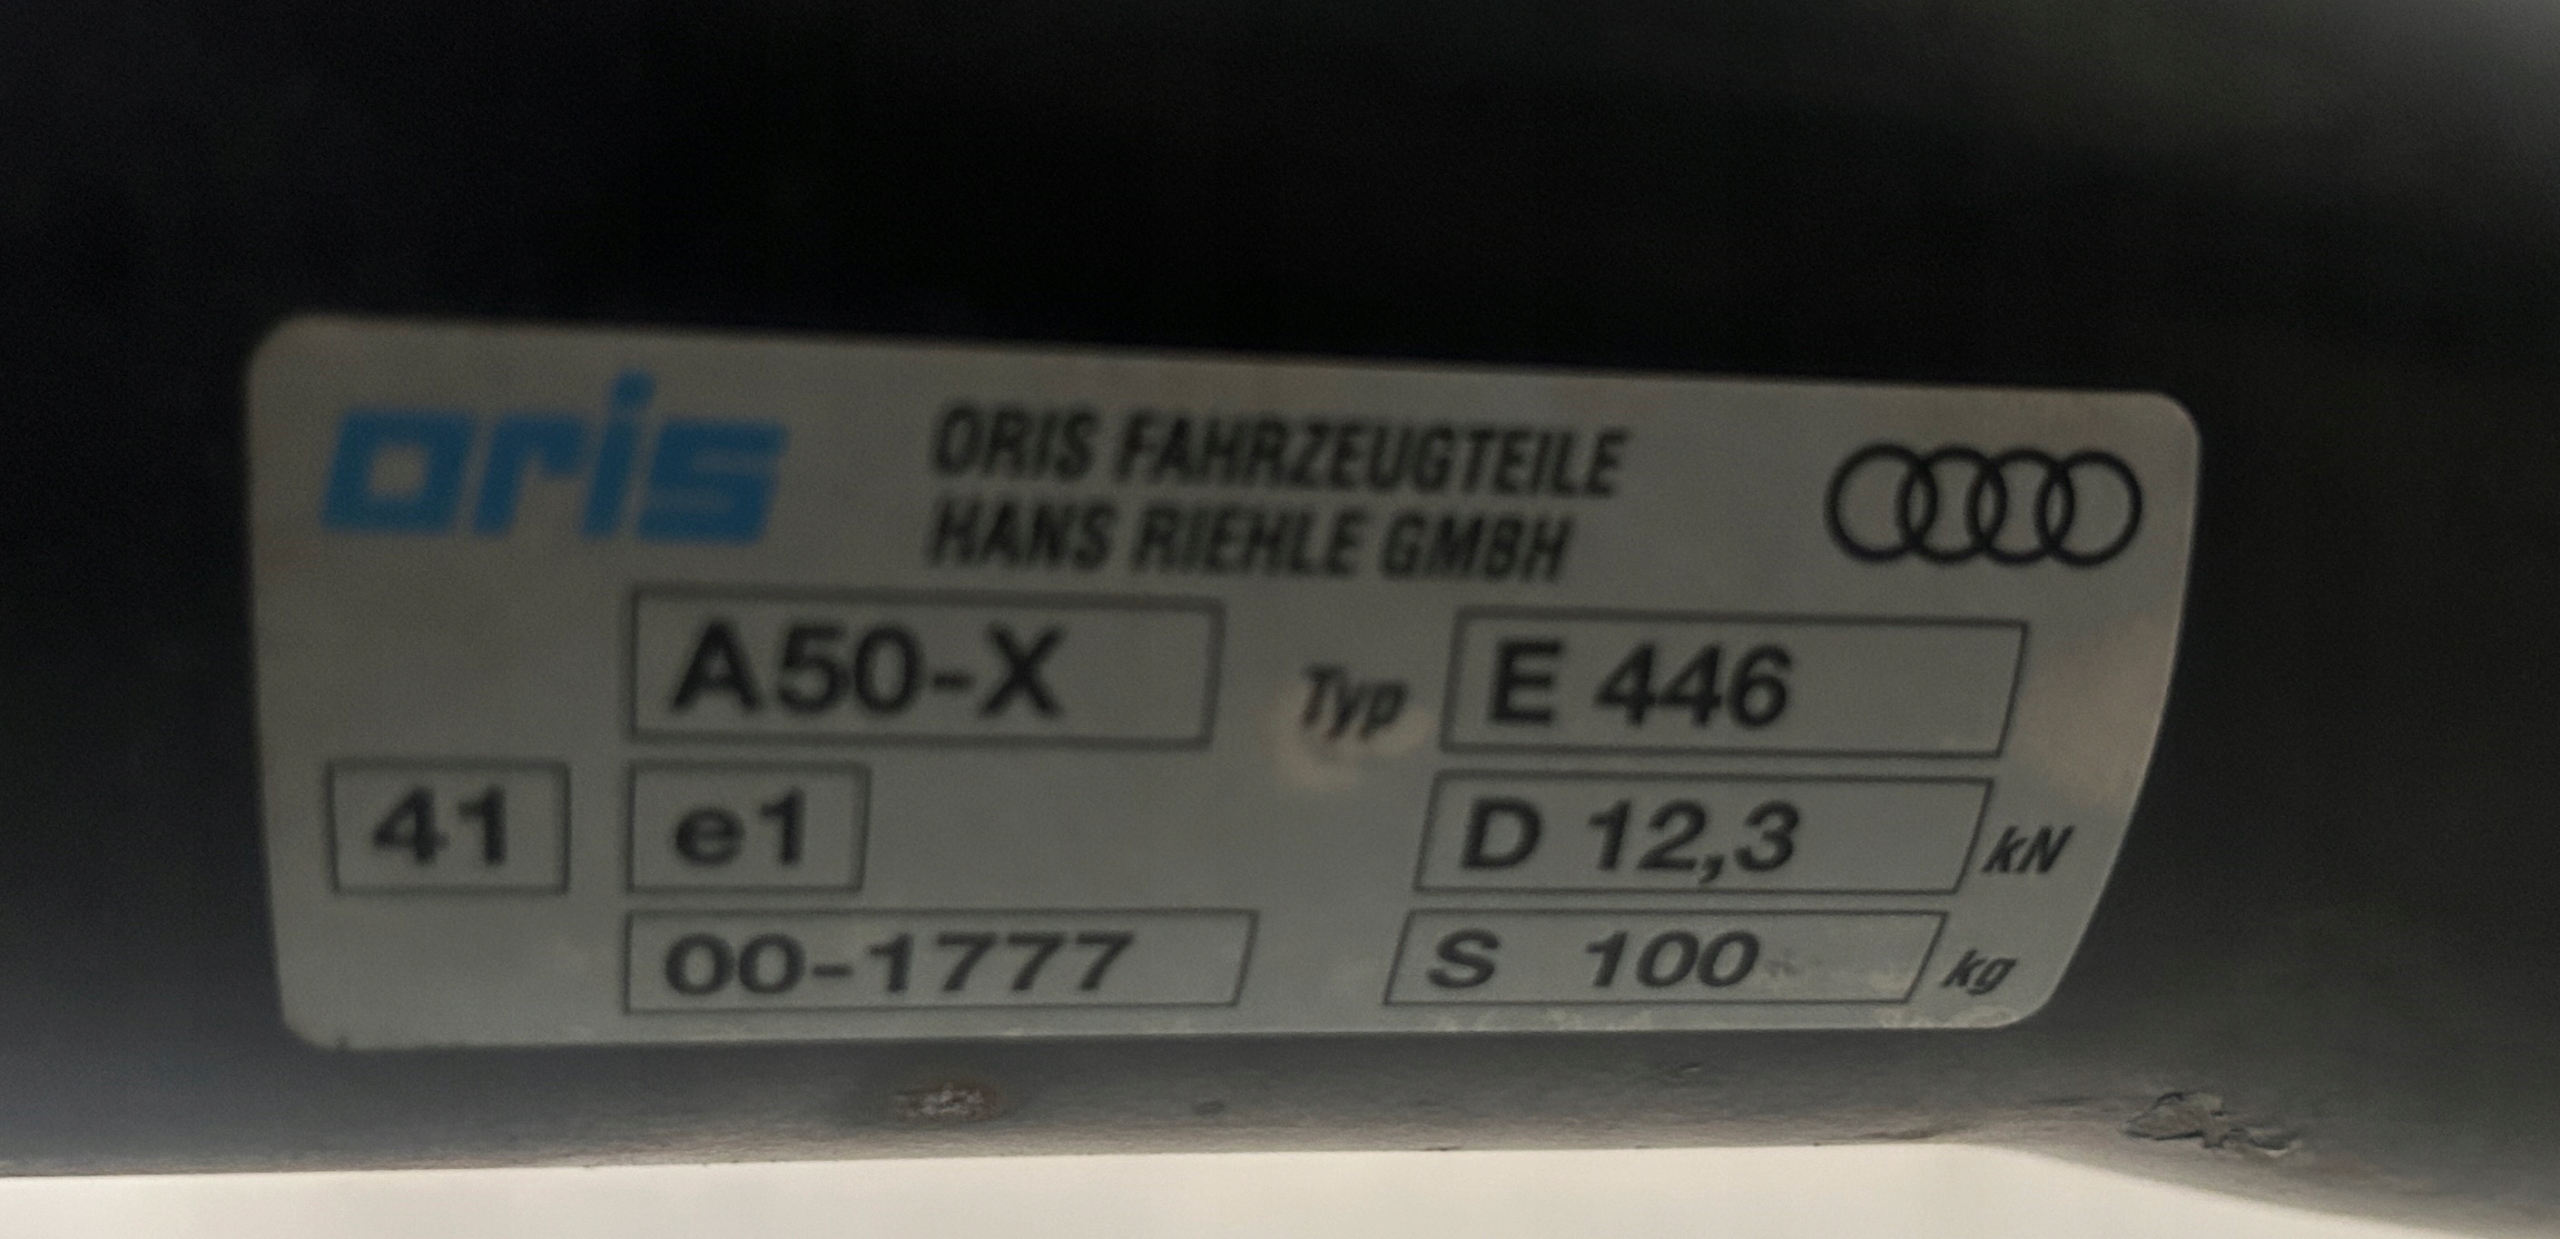 oris
ORIS FAHRZEUGTEILE
HANS RIEHLE GMBH
A50-X Typ E 446
41 e1 D 12,3 kN
00-1777 S 100 kg